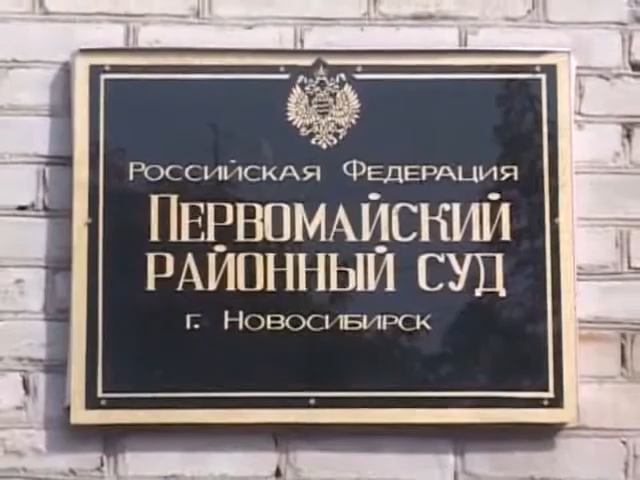 Российская Федерация
Первомайский
районный суд
г. Новосибирск